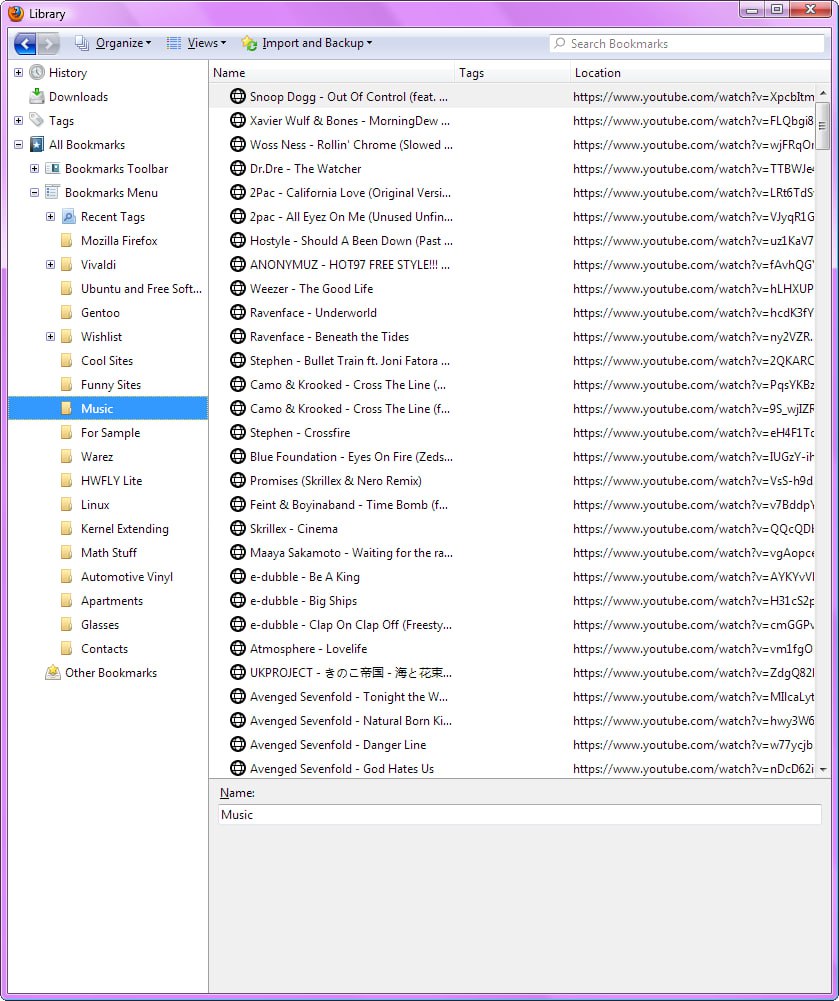 Library
Organize Views Import and Backup Search Bookmarks
History
Downloads
Tags
All Bookmarks
Bookmarks Toolbar
Bookmarks Menu
Recent Tags
Mozilla Firefox
Vivaldi
Ubuntu and Free Soft...
Gentoo
Wishlist
Cool Sites
Funny Sites
Music
For Sample
Warez
HWFLY Lite
Linux
Kernel Extending
Math Stuff
Automotive Vinyl
Apartments
Glasses
Contacts
Other Bookmarks
Name Tags Location
Snoop Dogg - Out Of Control (feat. ... https://www.youtube.com/watch?v=XpcbItm
Xavier Wulf & Bones - MorningDew ... https://www.youtube.com/watch?v=FLQbgi8
Woss Ness - Rollin' Chrome (Slowed ... https://www.youtube.com/watch?v=wjFRqOr
Dr.Dre - The Watcher https://www.youtube.com/watch?v=TTBWJe4
2Pac - California Love (Original Versi... https://www.youtube.com/watch?v=LRt6TdS
2pac - All Eyez On Me (Unused Unfin... https://www.youtube.com/watch?v=VJyqR1G
Hostyle - Should A Been Down (Past ... https://www.youtube.com/watch?v=uz1KaV7
ANONYMUZ - HOT97 FREE STYLE!!! ... https://www.youtube.com/watch?v=fAvhQG
Weezer - The Good Life https://www.youtube.com/watch?v=hLHXUP
Ravenface - Underworld https://www.youtube.com/watch?v=hcdK3fY
Ravenface - Beneath the Tides https://www.youtube.com/watch?v=ny2VZR
Stephen - Bullet Train ft. Joni Fatora ... https://www.youtube.com/watch?v=2QKARC
Camo & Krooked - Cross The Line (... https://www.youtube.com/watch?v=PqsYKBz
Camo & Krooked - Cross The Line (f... https://www.youtube.com/watch?v=9S_wjIZR
Stephen - Crossfire https://www.youtube.com/watch?v=eH4F1Tc
Blue Foundation - Eyes On Fire (Zeds... https://www.youtube.com/watch?v=IUGzY-ih
Promises (Skrillex & Nero Remix) https://www.youtube.com/watch?v=VsS-h9d
Feint & Boyinaband - Time Bomb (f... https://www.youtube.com/watch?v=v7BddpY
Skrillex - Cinema https://www.youtube.com/watch?v=QQcQDb
Maaya Sakamoto - Waiting for the ra... https://www.youtube.com/watch?v=vgAopce
e-dubble - Be A King https://www.youtube.com/watch?v=AYKYvV
e-dubble - Big Ships https://www.youtube.com/watch?v=H31cS2p
e-dubble - Clap On Clap Off (Freesty... https://www.youtube.com/watch?v=cmGGPv
Atmosphere - Lovelife https://www.youtube.com/watch?v=vm1fgO
UKPROJECT - きのこ帝国 - 海と花束... https://www.youtube.com/watch?v=ZdgQ82
Avenged Sevenfold - Tonight the W... https://www.youtube.com/watch?v=MIlcaLyt
Avenged Sevenfold - Natural Born Ki... https://www.youtube.com/watch?v=hwy3W6
Avenged Sevenfold - Danger Line https://www.youtube.com/watch?v=w77ycjb
Avenged Sevenfold - God Hates Us https://www.youtube.com/watch?v=nDcD62i
Name:
Music